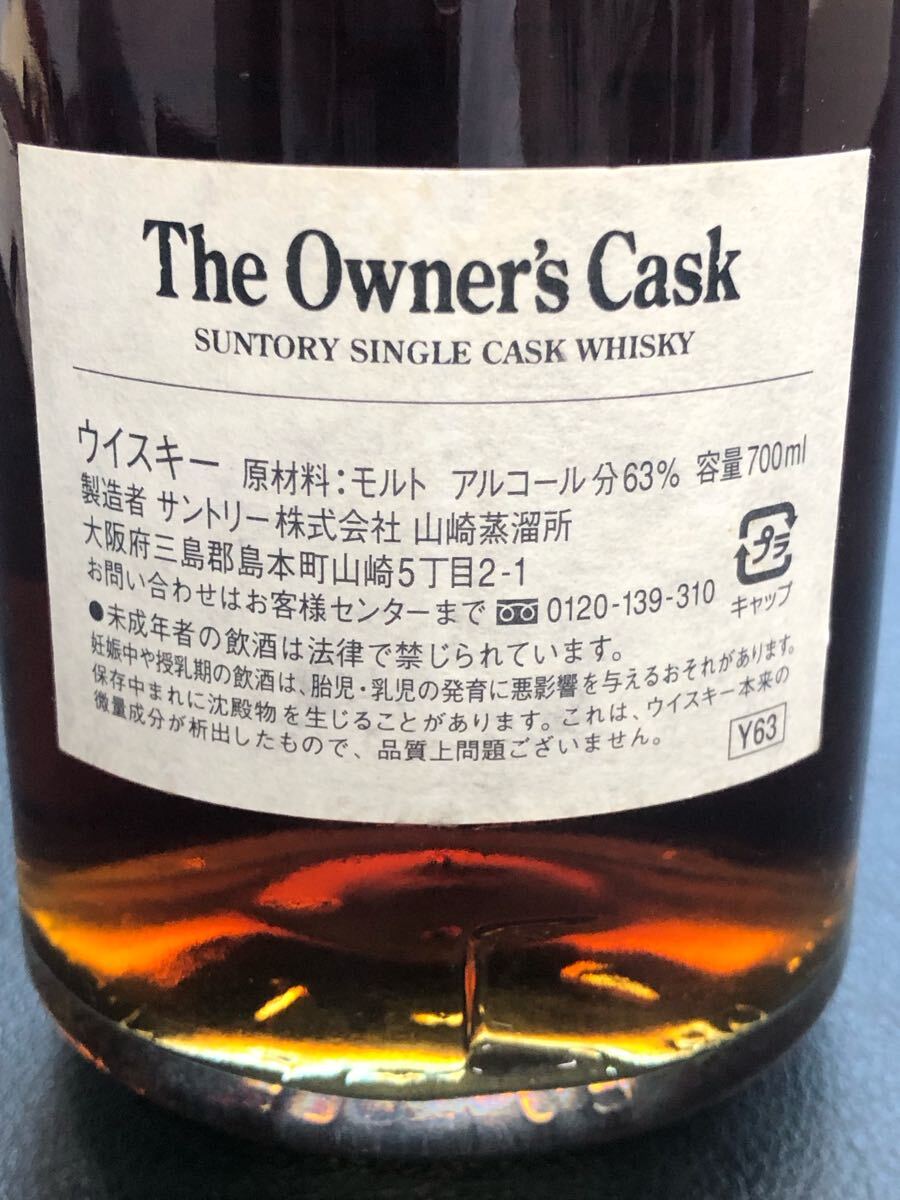 The Owner's Cask
SUNTORY SINGLE CASK WHISKY
ウイスキー 原材料:モルト アルコール分63% 容量700ml
製造者 サントリー株式会社 山崎蒸溜所
大阪府三島郡島本町山崎5丁目2-1
お問い合わせはお客様センターまで 0120-139-310
プラ
キャップ
●未成年者の飲酒は法律で禁じられています。
妊娠中や授乳期の飲酒は、胎児・乳児の発育に悪影響を与えるおそれがあります。
保存中まれに沈殿物を生じることがあります。これは、ウイスキー本来の
微量成分が析出したもので、品質上問題ございません。
Y63